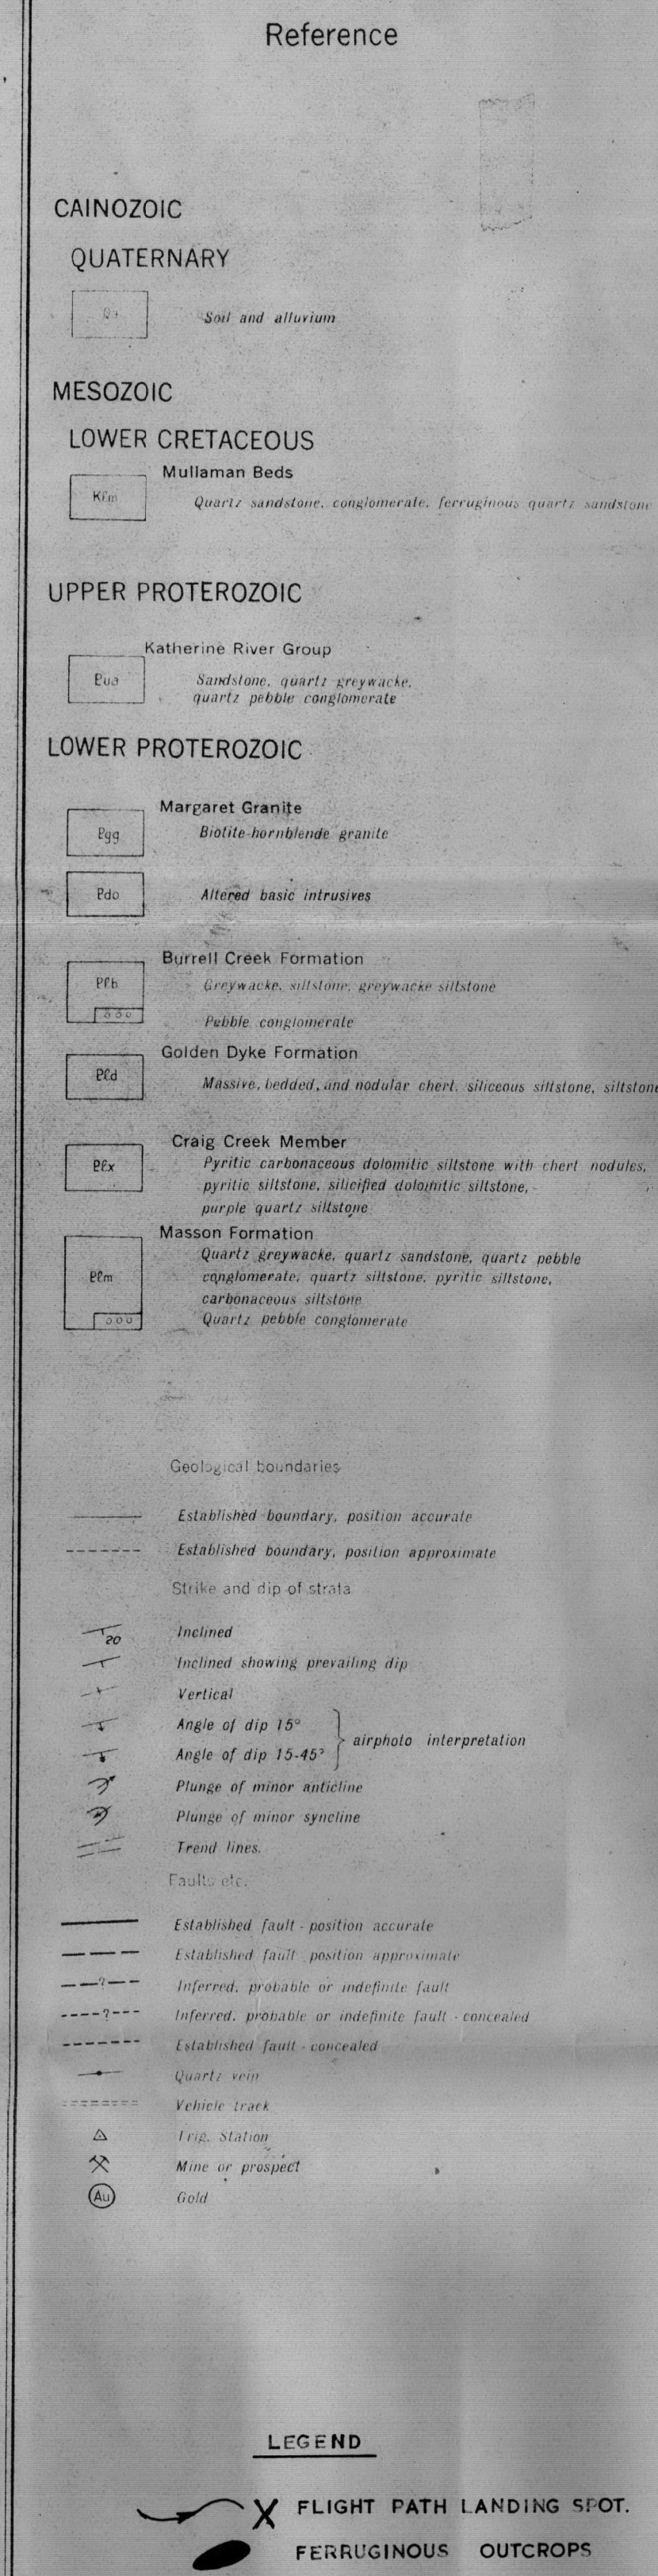 Reference
CAINOZOIC
QUATERNARY
Qa
Soil and alluvium
MESOZOIC
LOWER CRETACEOUS
Mullaman Beds
Klm
Quartz sandstone, conglomerate, ferruginous quartz sandstone
UPPER PROTEROZOIC
Katherine River Group
Pua
Sandstone, quartz greywacke,
quartz pebble conglomerate
LOWER PROTEROZOIC
Margaret Granite
Pgg
Biotite-hornblende granite
Pdo
Altered basic intrusives
Burrell Creek Formation
Plb
Greywacke, siltstone, greywacke siltstone
Pebble conglomerate
Golden Dyke Formation
Pld
Massive, bedded, and nodular chert, siliceous siltstone, siltstone
Craig Creek Member
Plx
Pyritic carbonaceous dolomitic siltstone with chert nodules,
pyritic siltstone, silicified dolomitic siltstone,
purple quartz siltstone
Masson Formation
Quartz greywacke, quartz sandstone, quartz pebble
Plm
conglomerate, quartz siltstone, pyritic siltstone,
carbonaceous siltstone
Quartz pebble conglomerate
Geological boundaries
Established boundary, position accurate
Established boundary, position approximate
Strike and dip of strata
20 Inclined
Inclined showing prevailing dip
Vertical
Angle of dip 15°
airphoto interpretation
Angle of dip 15-45°
Plunge of minor anticline
Plunge of minor syncline
Trend lines.
Faults etc.
Established fault - position accurate
Established fault position approximate
? Inferred, probable or indefinite fault
? Inferred, probable or indefinite fault - concealed
Established fault - concealed
Quartz vein
Vehicle track
Trig. Station
Mine or prospect
Au Gold
LEGEND
X FLIGHT PATH LANDING SPOT.
FERRUGINOUS OUTCROPS